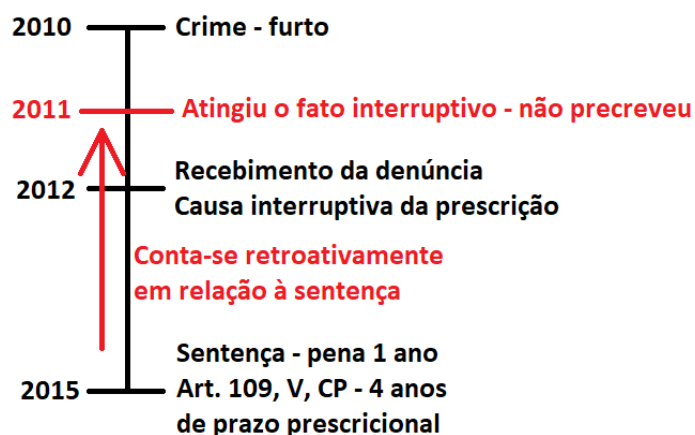 2010 Crime - furto
2011 Atingiu o fato interruptivo - não precreveu
Recebimento da denúncia
2012
Causa interruptiva da prescrição
Conta-se retroativamente
em relação à sentença
Sentença - pena 1 ano
2015 Art. 109, V, CP - 4 anos
de prazo prescricional